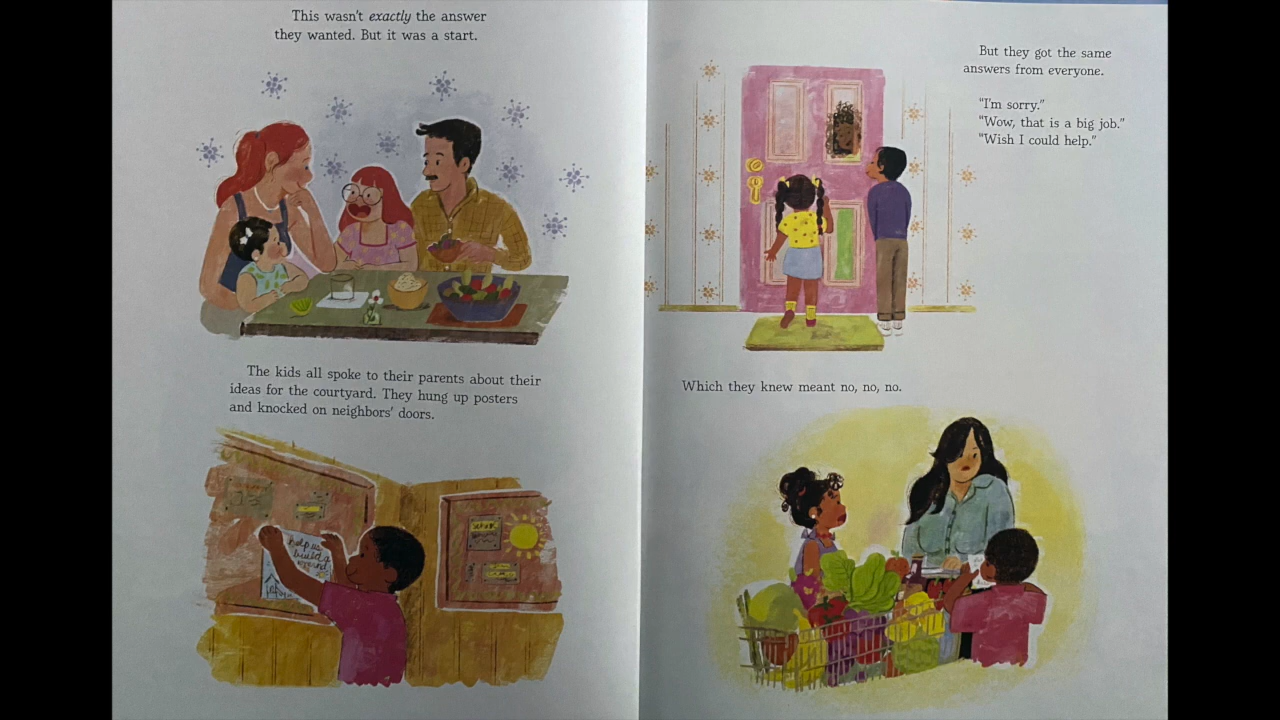 This wasn't exactly the answer
they wanted. But it was a start.
The kids all spoke to their parents about their
ideas for the courtyard. They hung up posters
and knocked on neighbors' doors.
help us
build a
But they got the same
answers from everyone.
"I'm sorry."
"Wow, that is a big job."
"Wish I could help."
Which they knew meant no, no, no.